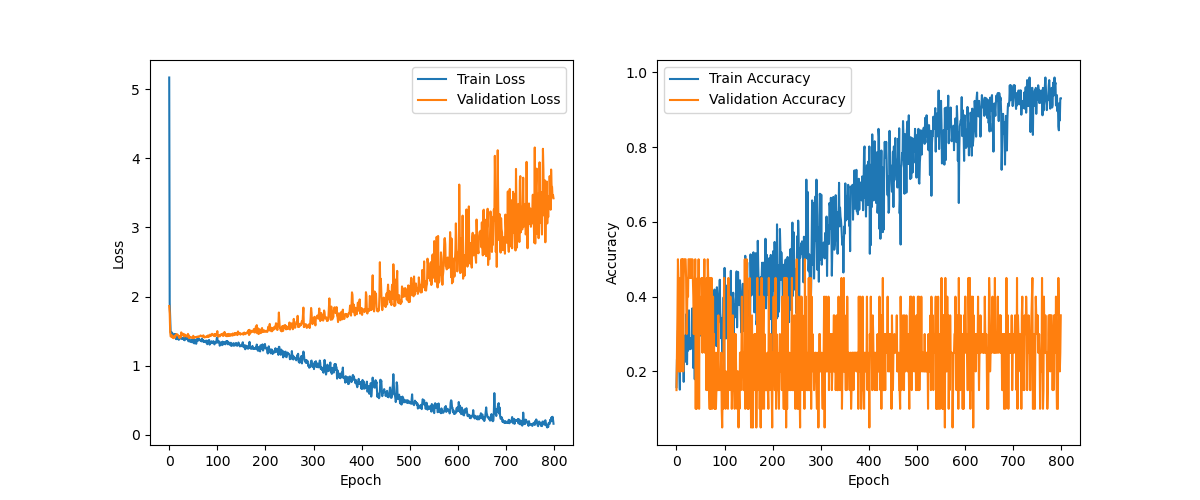 Train Loss
Validation Loss
5
4
3
2
1
0
Loss
0 100 200 300 400 500 600 700 800
Epoch
Train Accuracy
Validation Accuracy
1.0
0.8
0.6
0.4
0.2
Accuracy
0 100 200 300 400 500 600 700 800
Epoch